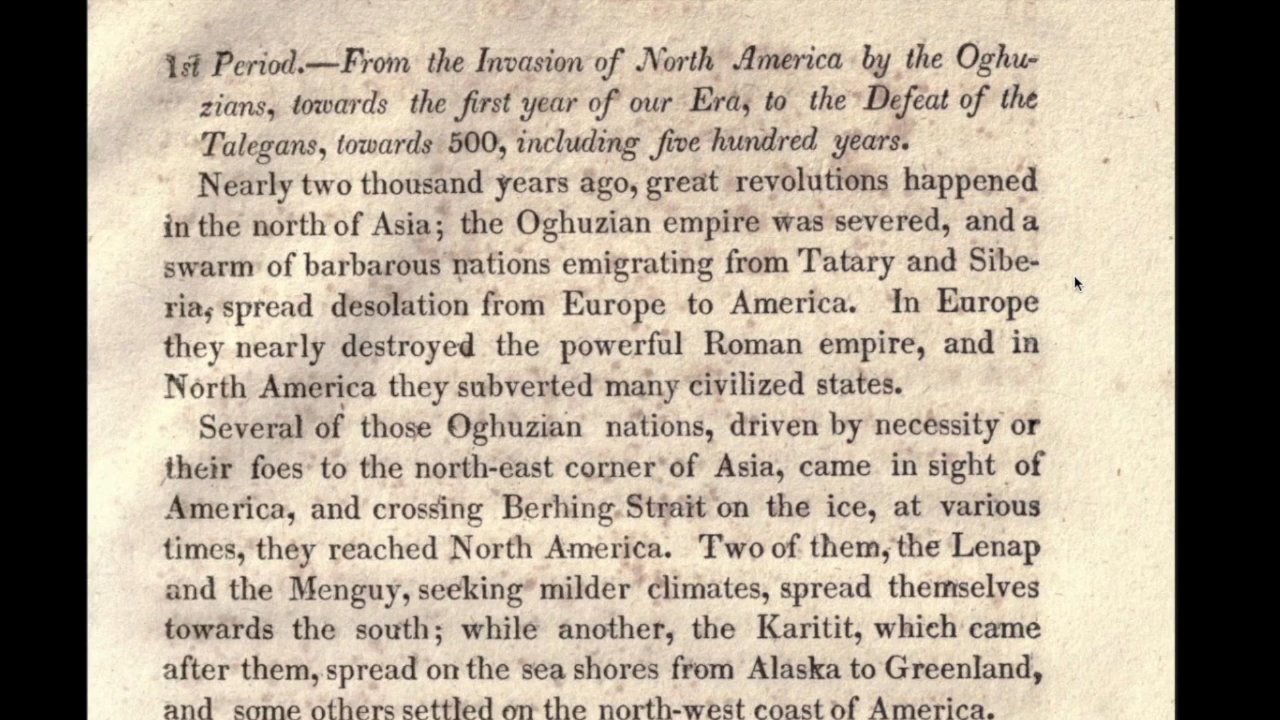 1st Period.—From the Invasion of North America by the Oghu-
zians, towards the first year of our Era, to the Defeat of the
Talegans, towards 500, including five hundred years.
Nearly two thousand years ago, great revolutions happened
in the north of Asia; the Oghuzian empire was severed, and a
swarm of barbarous nations emigrating from Tatary and Sibe-
ria, spread desolation from Europe to America. In Europe
they nearly destroyed the powerful Roman empire, and in
North America they subverted many civilized states.
Several of those Oghuzian nations, driven by necessity or
their foes to the north-east corner of Asia, came in sight of
America, and crossing Berhing Strait on the ice, at various
times, they reached North America. Two of them, the Lenap
and the Menguy, seeking milder climates, spread themselves
towards the south; while another, the Karitit, which came
after them, spread on the sea shores from Alaska to Greenland,
and some others settled on the north-west coast of America.